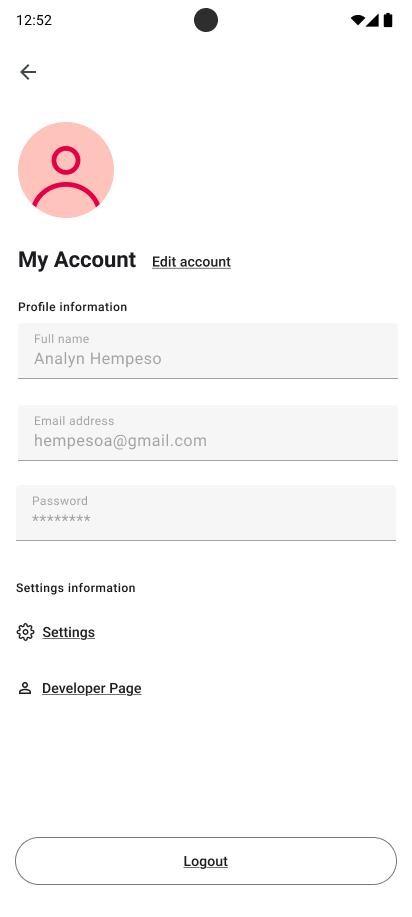 12:52
My Account
Edit account
Profile information
Full name
Analyn Hempeso
Email address
hempesoa@gmail.com
Password
********
Settings information
Settings
Developer Page
Logout